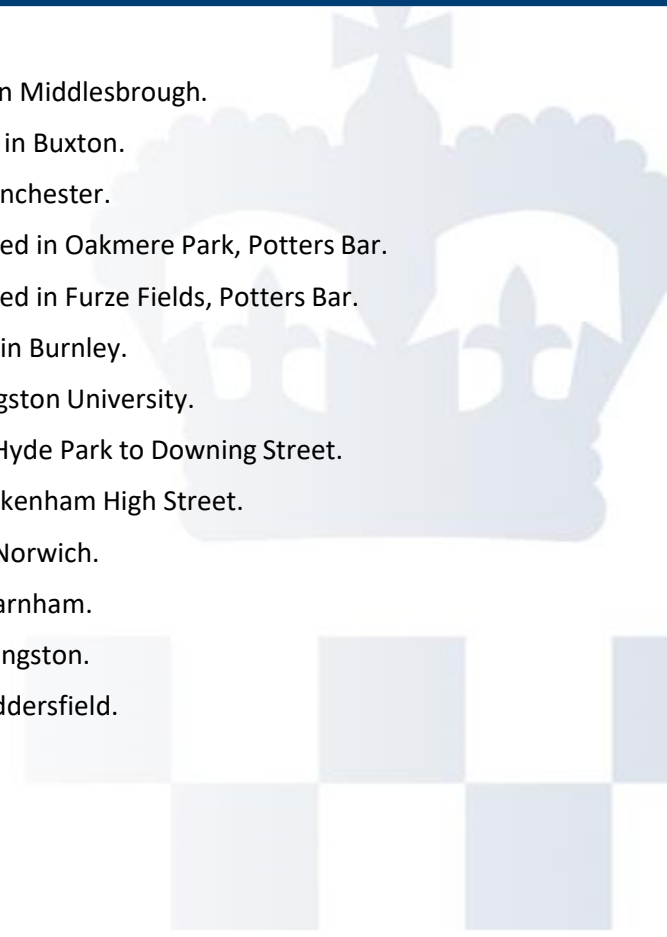 n Middlesbrough.
in Buxton.
nchester.
ed in Oakmere Park, Potters Bar.
ed in Furze Fields, Potters Bar.
in Burnley.
gston University.
Hyde Park to Downing Street.
kenham High Street.
Norwich.
arnham.
ngston.
ddersfield.